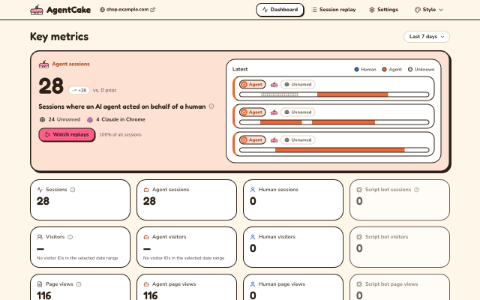 AgentCake
shop.example.com
Dashboard
Session replay
Settings
Style
Key metrics
Last 7 days
Agent sessions
28
+28 vs. 0 prior
Sessions where an AI agent acted on behalf of a human
24 Unnamed
4 Claude in Chrome
Watch replays
100% of all sessions
Latest
Human
Agent
Unknown
Agent
Unnamed
Agent
Unnamed
Agent
Unnamed
Sessions
28
Agent sessions
28
Human sessions
0
Script bot sessions
0
Visitors
–
No visitor IDs in the selected date range
Agent visitors
–
No visitor IDs in the selected date range
Human visitors
0
Script bot visitors
0
Page views
116
Agent page views
116
Human page views
0
Script bot page views
0